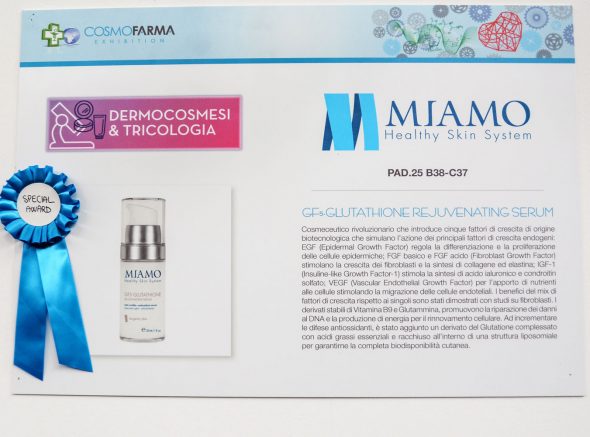 COSMOFARMA
EXHIBITION
DERMOCOSMESI
& TRICOLOGIA
MIAMO
Healthy Skin System
PAD.25 B38-C37
SPECIAL
AWARD
GFs-GLUTATHIONE REJUVENATING SERUM
Cosmeceutico rivoluzionario che introduce cinque fattori di crescita di origine
biotecnologica che simulano l'azione dei principali fattori di crescita endogeni:
EGF (Epidermal Growth Factor) regola la differenziazione e la proliferazione
delle cellule epidermiche; FGF basico e FGF acido (Fibroblast Growth Factor)
stimolano la crescita dei fibroblasti e la sintesi di collagene ed elastina; IGF-1
(Insuline-like Growth Factor-1) stimola la sintesi di acido ialuronico e condroitin
solfato; VEGF (Vascular Endothelial Growth Factor) per l'apporto di nutrienti
alle cellule stimolando la migrazione delle cellule endoteliali. I benefici del mix di
fattori di crescita rispetto ai singoli sono stati dimostrati con studi su fibroblasti. I
derivati stabili di Vitamina B9 e Glutammina, promuovono la riparazione dei danni
al DNA e la produzione di energia per il rinnovamento cellulare. Ad incrementare
le difese antiossidanti, è stato aggiunto un derivato del Glutatione complessato
con acidi grassi essenziali e racchiuso all'interno di una struttura liposomiale
per garantirne la completa biodisponibilità cutanea.
MIAMO
Healthy Skin System
GFS-GLUTATHIONE